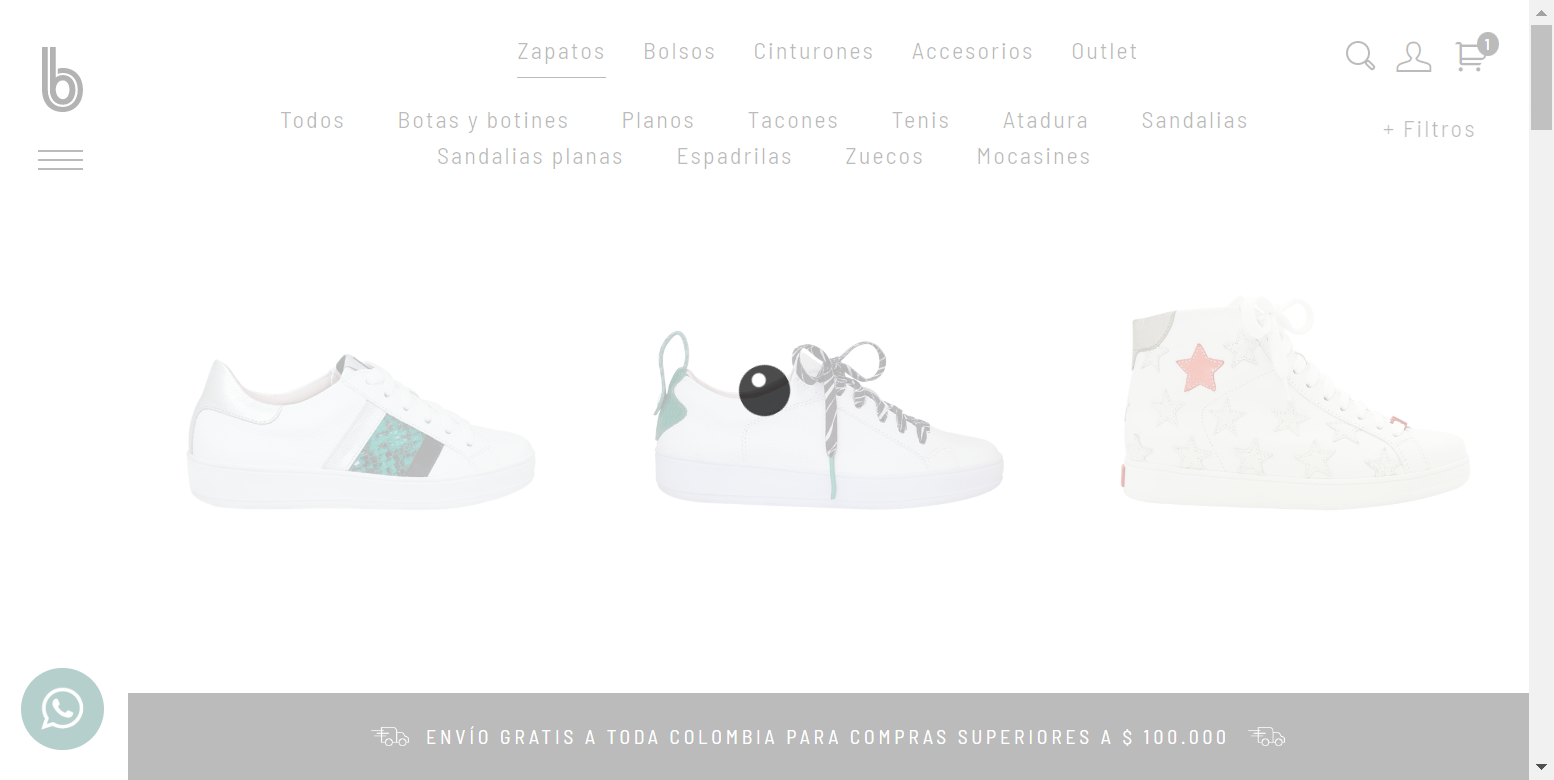 b
Zapatos Bolsos Cinturones Accesorios Outlet
1
Todos Botas y botines Planos Tacones Tenis Atadura Sandalias
+ Filtros
Sandalias planas Espadrilas Zuecos Mocasines
ENVÍO GRATIS A TODA COLOMBIA PARA COMPRAS SUPERIORES A $ 100.000